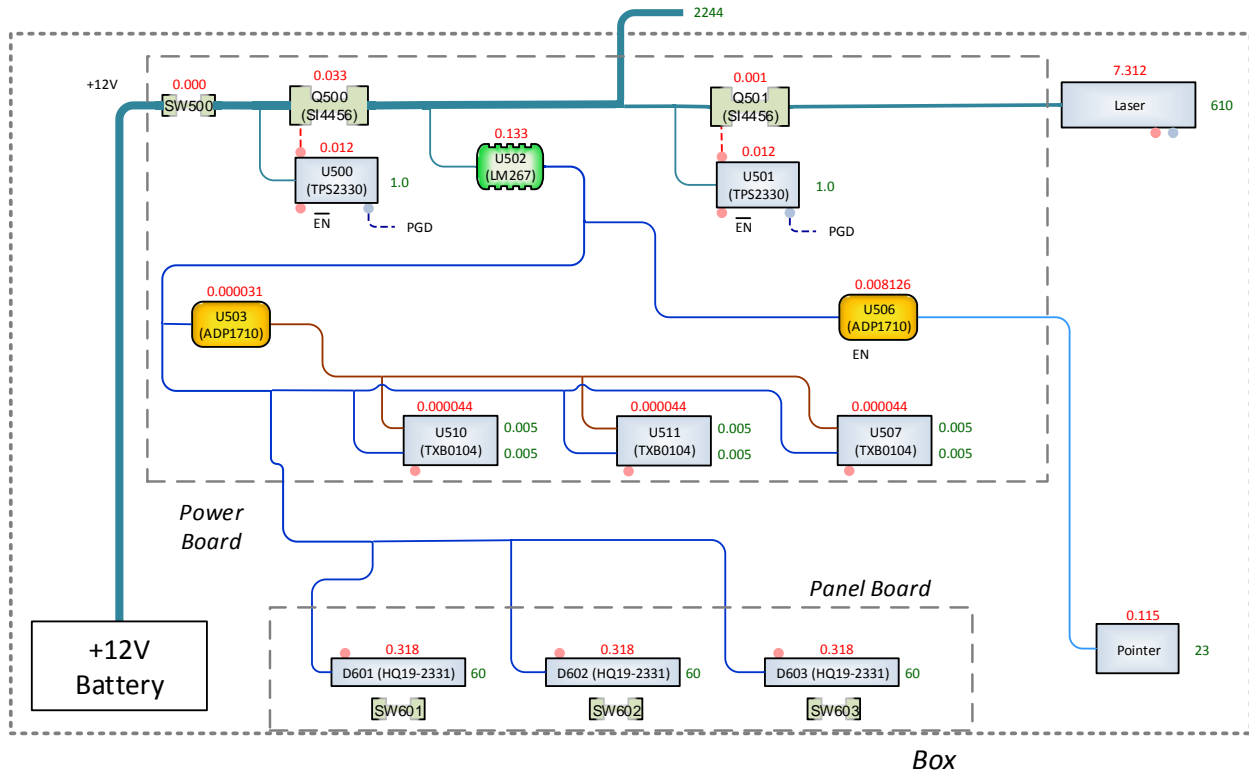 2244
+12V
0.000
SW500
0.033
Q500
(SI4456)
0.001
Q501
(SI4456)
7.312
Laser
610
0.012
U500
(TPS2330)
1.0
EN
PGD
0.133
U502
(LM267)
0.012
U501
(TPS2330)
1.0
EN
PGD
0.000031
U503
(ADP1710)
0.008126
U506
(ADP1710)
EN
0.000044
U510
(TXB0104)
0.005
0.005
0.000044
U511
(TXB0104)
0.005
0.005
0.000044
U507
(TXB0104)
0.005
0.005
Power
Board
Panel Board
+12V
Battery
0.318
D601 (HQ19-2331)
60
0.318
D602 (HQ19-2331)
60
0.318
D603 (HQ19-2331)
60
0.115
Pointer
23
SW601
SW602
SW603
Box